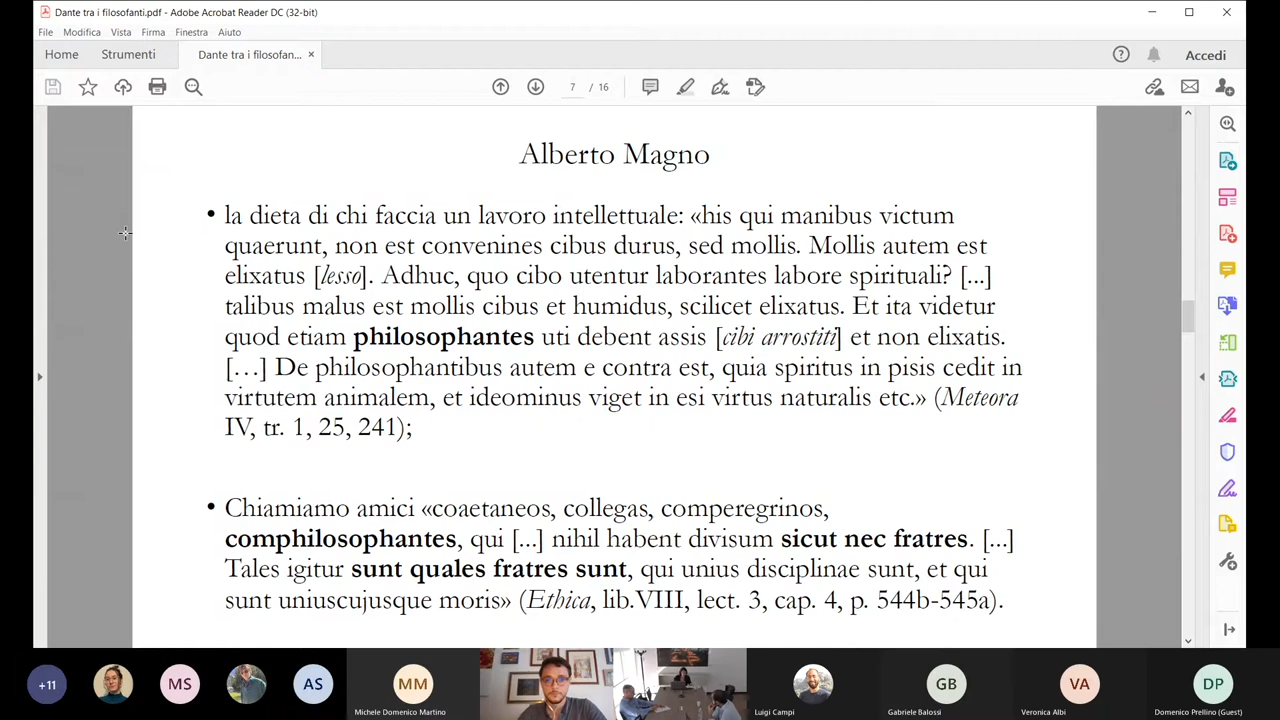 Dante tra i filosofanti.pdf - Adobe Acrobat Reader DC (32-bit)
File Modifica Vista Firma Finestra Aiuto
Home Strumenti Dante tra i filosofan... × Accedi
7 / 16
Alberto Magno
• la dieta di chi faccia un lavoro intellettuale: «his qui manibus victum
quaerunt, non est convenines cibus durus, sed mollis. Mollis autem est
elixatus [lesso]. Adhuc, quo cibo utentur laborantes labore spirituali? [...]
talibus malus est mollis cibus et humidus, scilicet elixatus. Et ita videtur
quod etiam philosophantes uti debent assis [cibi arrostiti] et non elixatis.
[…] De philosophantibus autem e contra est, quia spiritus in pisis cedit in
virtutem animalem, et ideominus viget in esi virtus naturalis etc.» (Meteora
IV, tr. 1, 25, 241);
• Chiamiamo amici «coaetaneos, collegas, comperegrinos,
comphilosophantes, qui [...] nihil habent divisum sicut nec fratres. [...]
Tales igitur sunt quales fratres sunt, qui unius disciplinae sunt, et qui
sunt uniuscujusque moris» (Ethica, lib.VIII, lect. 3, cap. 4, p. 544b-545a).
+11 MS AS MM GB VA DP
Michele Domenico Martino Luigi Campi Gabriele Balossi Veronica Albi Domenico Prellino (Guest)